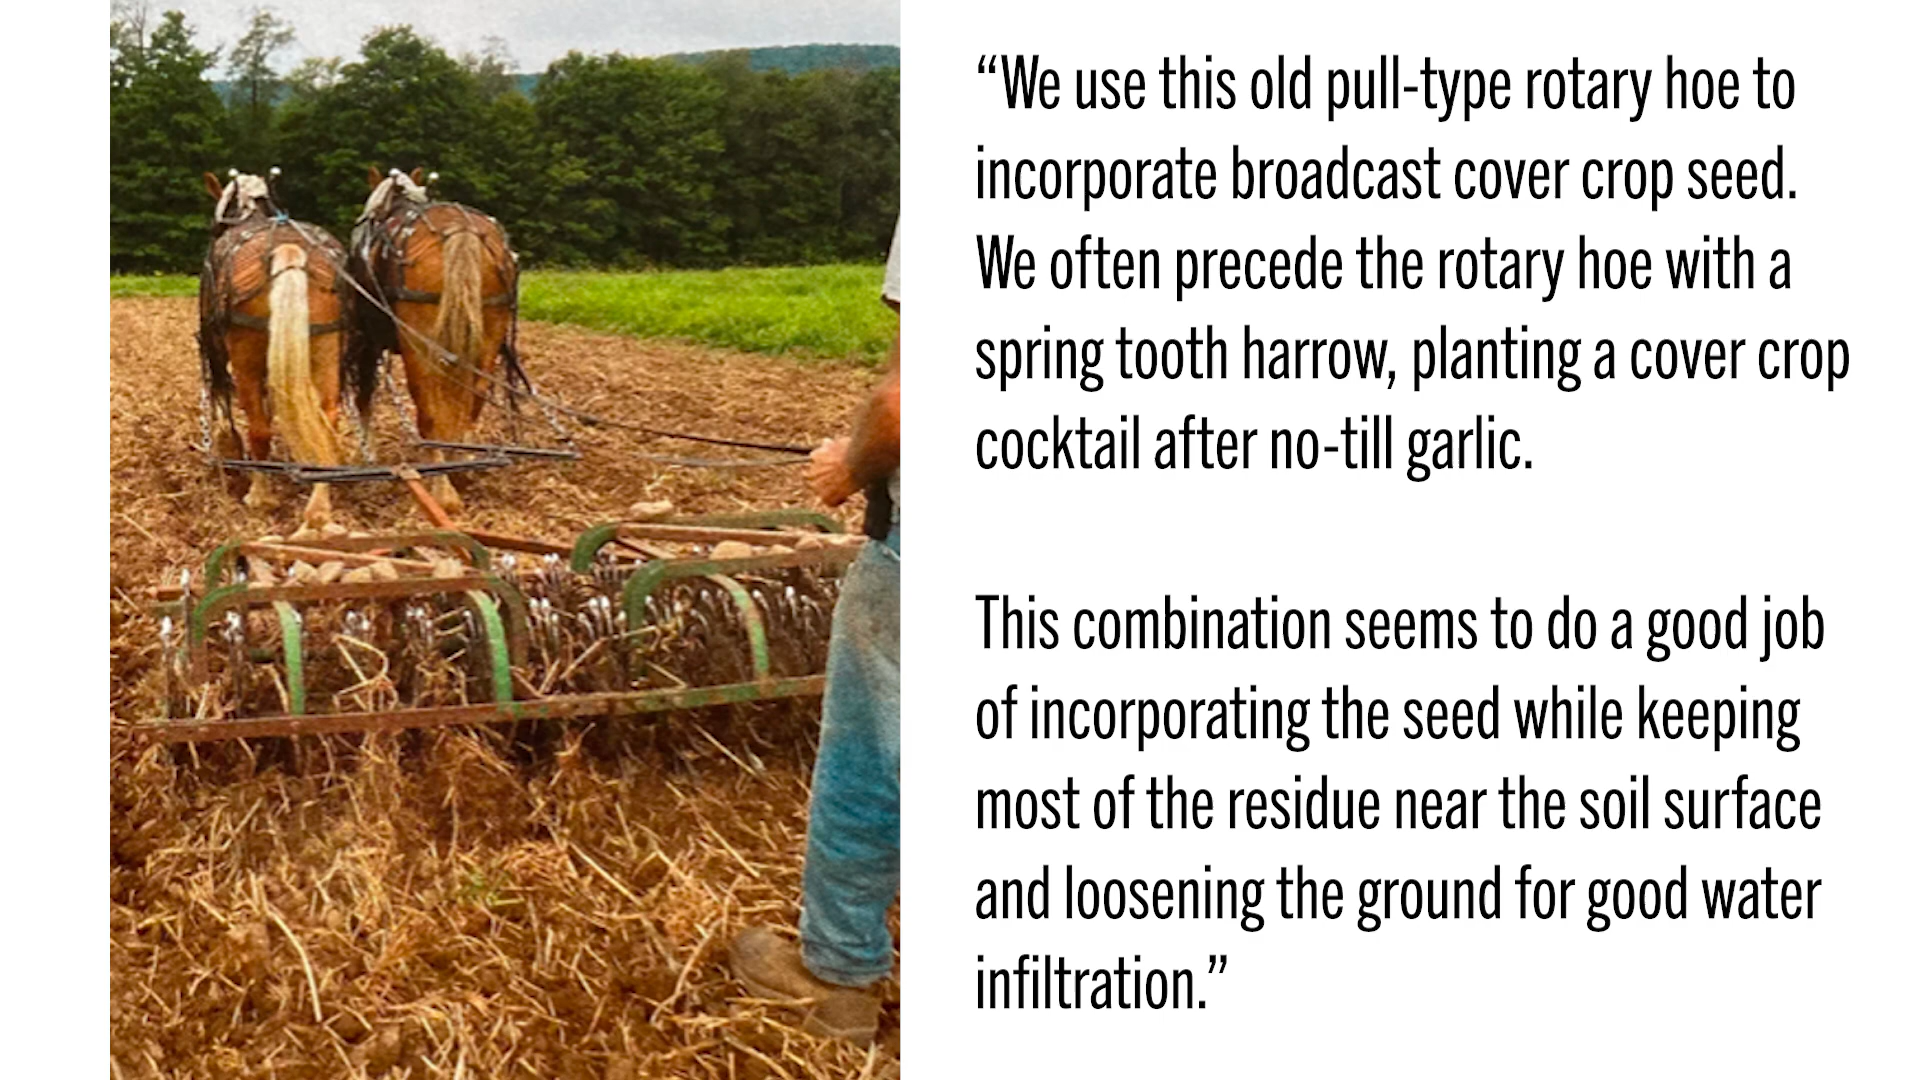 “We use this old pull-type rotary hoe to
incorporate broadcast cover crop seed.
We often precede the rotary hoe with a
spring tooth harrow, planting a cover crop
cocktail after no-till garlic.
This combination seems to do a good job
of incorporating the seed while keeping
most of the residue near the soil surface
and loosening the ground for good water
infiltration.”